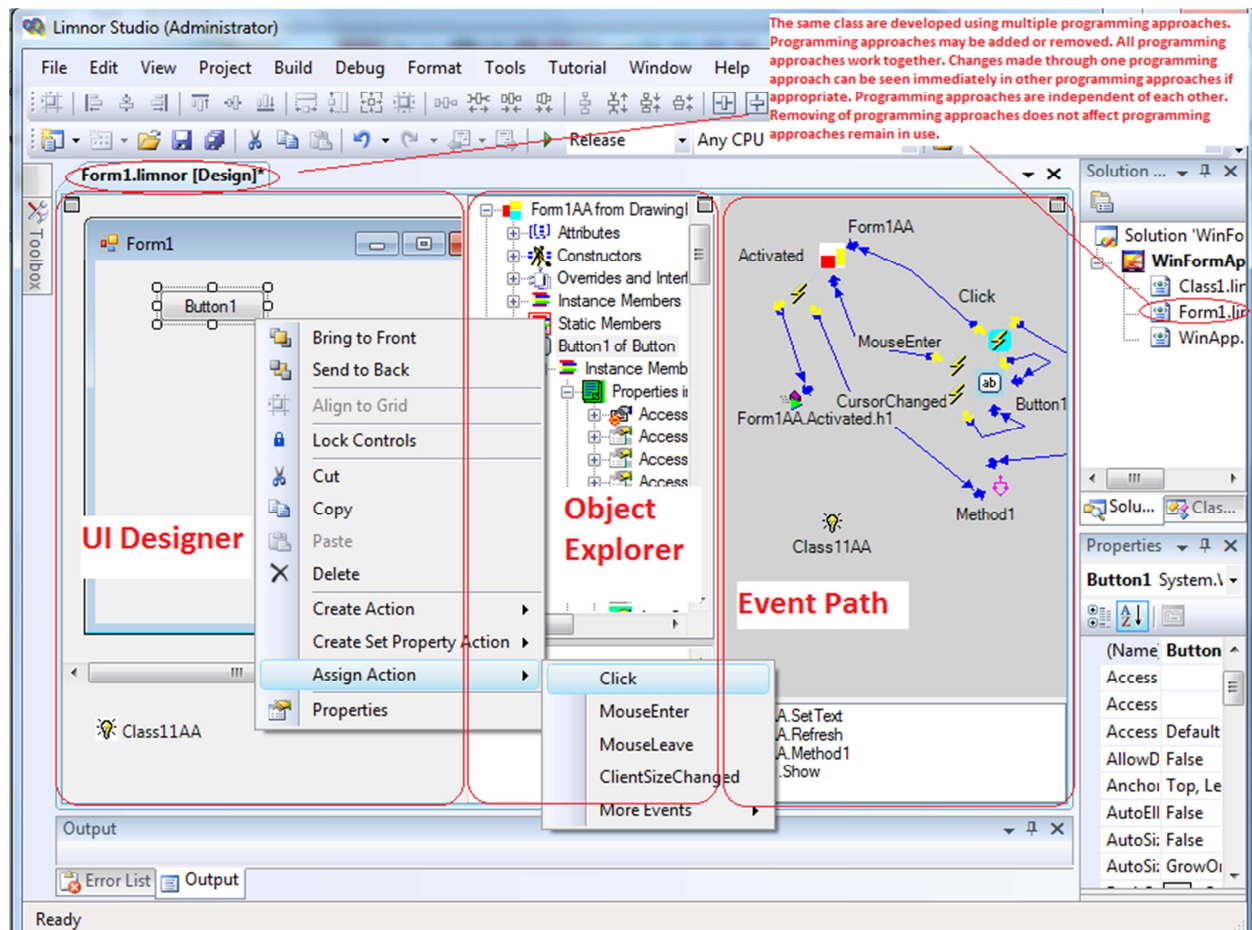 Limnor Studio (Administrator)
The same class are developed using multiple programming approaches.
Programming approaches may be added or removed. All programming
approaches work together. Changes made through one programming
approach can be seen immediately in other programming approaches if
appropriate. Programming approaches are independent of each other.
Removing of programming approaches does not affect programming
approaches remain in use.
File Edit View Project Build Debug Format Tools Tutorial Window Help
Release Any CPU
Form1.limnor [Design]*
Toolbox
Form1
Button1
Bring to Front
Send to Back
Align to Grid
Lock Controls
Cut
Copy
Paste
Delete
Create Action
Create Set Property Action
Assign Action
Properties
Click
MouseEnter
MouseLeave
ClientSizeChanged
More Events
UI Designer
Class11AA
Form1AA from Drawing
Attributes
Constructors
Overrides and Inter
Instance Members
Static Members
Button1 of Button
Instance Memb
Properties i
Access
Access
Access
Access
Object
Explorer
Form1AA
Activated
Click
MouseEnter
ab
CursorChanged
Button1
Form1AA.Activated.h1
Method1
Class11AA
Event Path
A.SetText
A.Refresh
A.Method1
.Show
Solution ...
Solution 'WinFo
WinFormAp
Class1.lin
Form1.lin
WinApp.
Solu... Clas...
Properties
Button1 System.
(Name Button
Access
Access
Access Default
AllowD False
Anchor Top, Le
AutoEll False
AutoSi False
AutoSi GrowO
Output
Error List Output
Ready